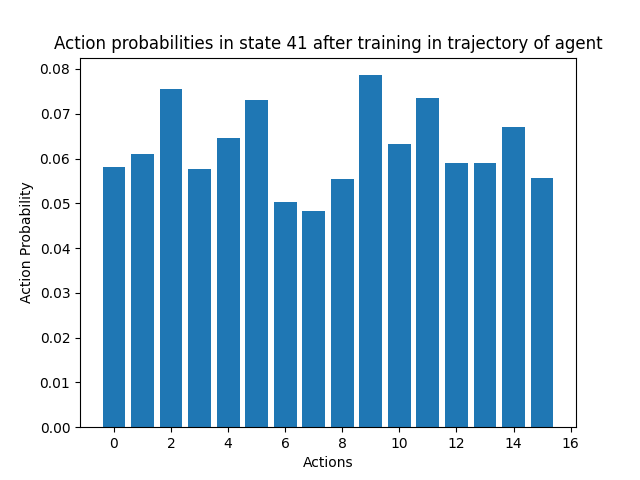 Action probabilities in state 41 after training in trajectory of agent
0.08
0.07
0.06
0.05
0.04
0.03
0.02
0.01
0.00
Action Probability
0 2 4 6 8 10 12 14 16
Actions